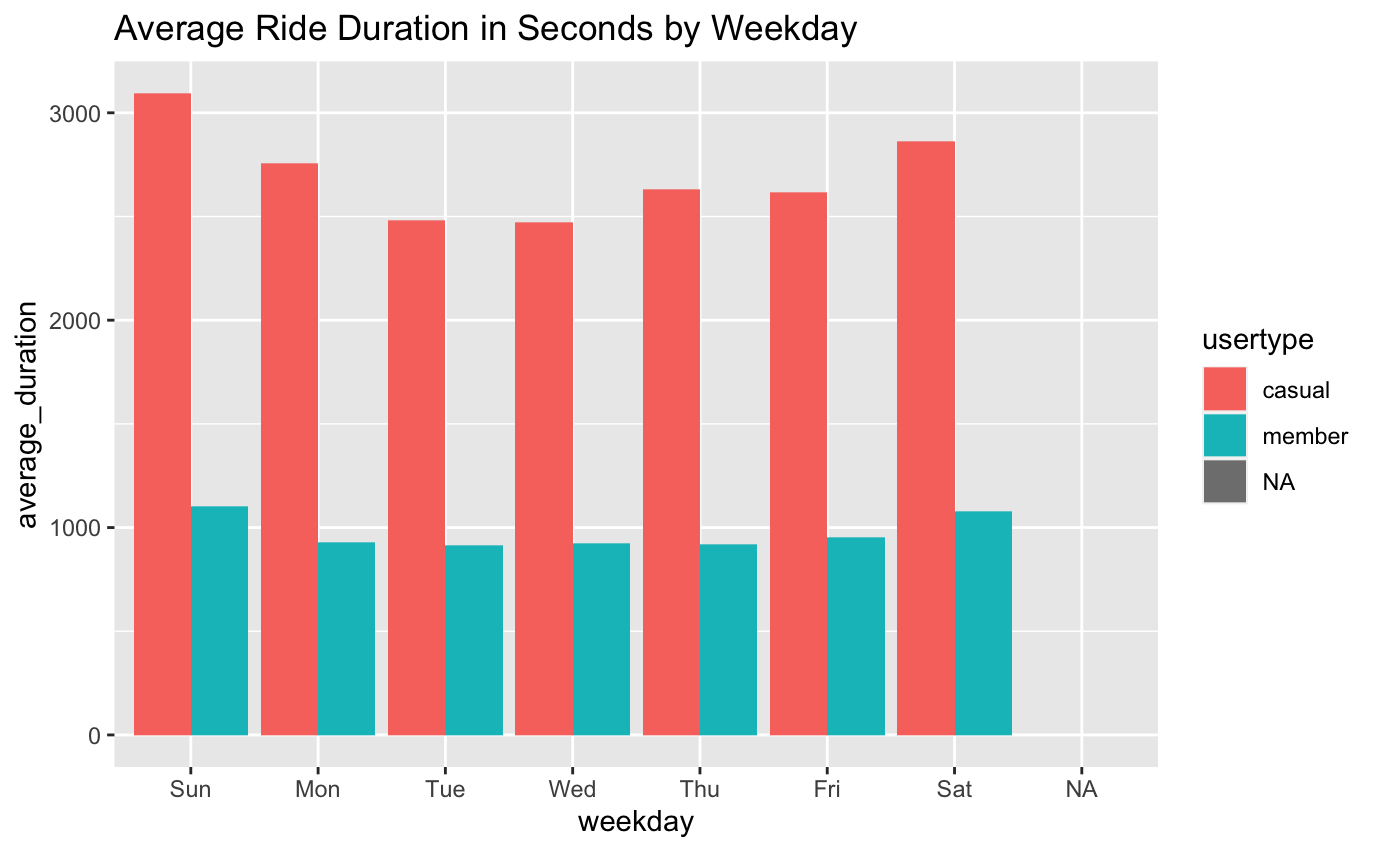 Average Ride Duration in Seconds by Weekday
3000
2000
1000
0
average_duration
Sun Mon Tue Wed Thu Fri Sat NA
weekday
usertype
casual
member
NA